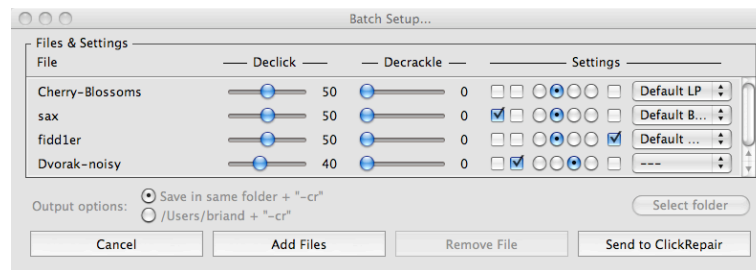 Batch Setup...
Files & Settings
File Declick Decrackle Settings
Cherry-Blossoms 50 0 Default LP
sax 50 0 Default B...
fidd1er 50 0 Default ...
Dvorak-noisy 40 0 ---
Output options: Save in same folder + "-cr"
/Users/briand + "-cr"
Select folder
Cancel Add Files Remove File Send to ClickRepair